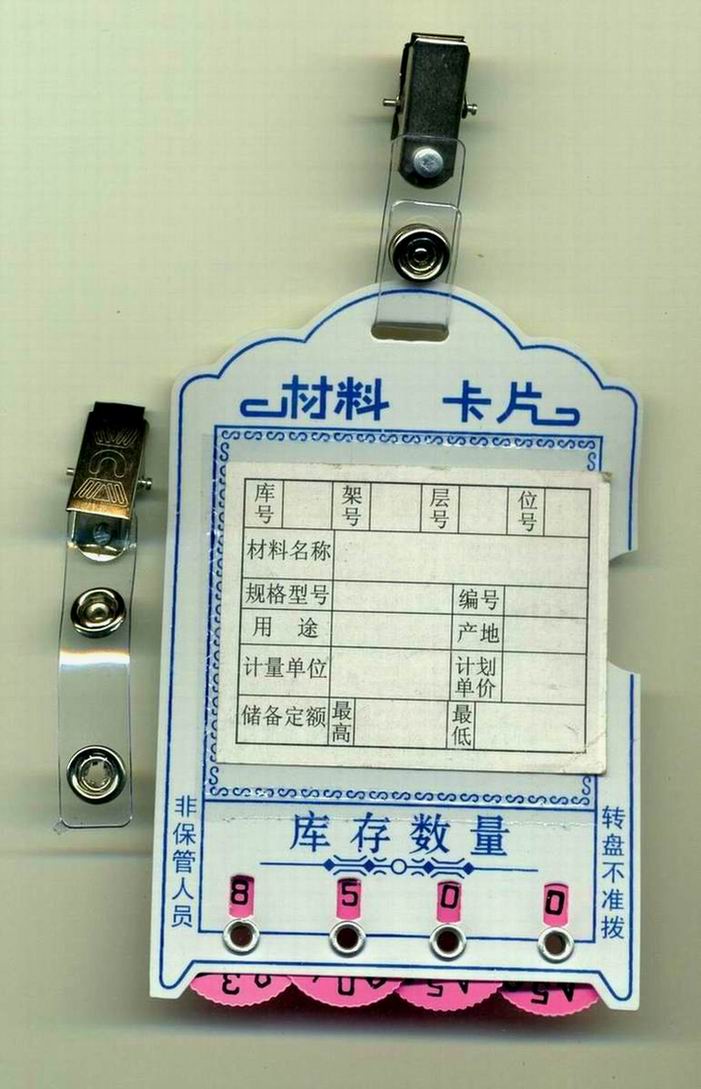 材料 卡片
库号 架号 层号 位号
材料名称
规格型号 编号
用 途 产地
计量单位 计划单价
储备定额 最高 最低
库存数量
非保管人员
转盘不准拨
8 5 0 0